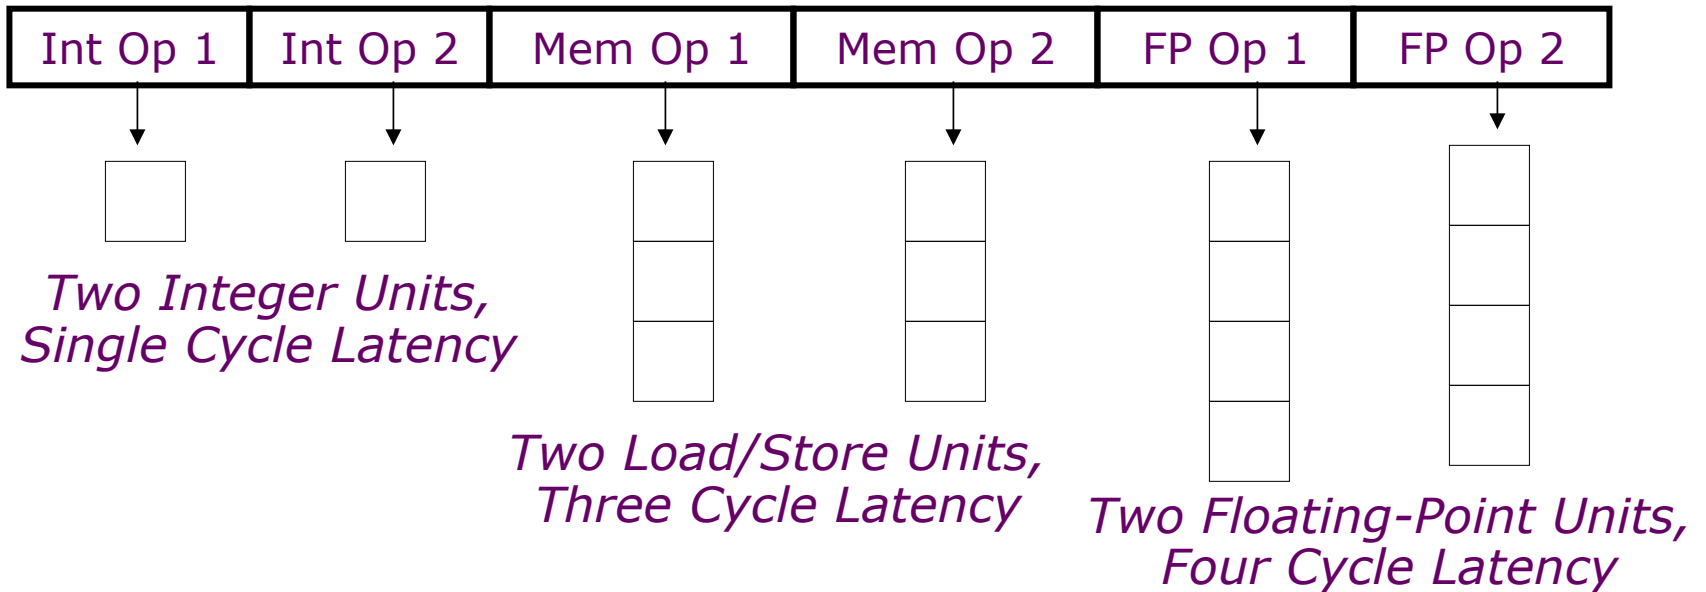 Int Op 1 Int Op 2 Mem Op 1 Mem Op 2 FP Op 1 FP Op 2
Two Integer Units,
Single Cycle Latency
Two Load/Store Units,
Three Cycle Latency
Two Floating-Point Units,
Four Cycle Latency